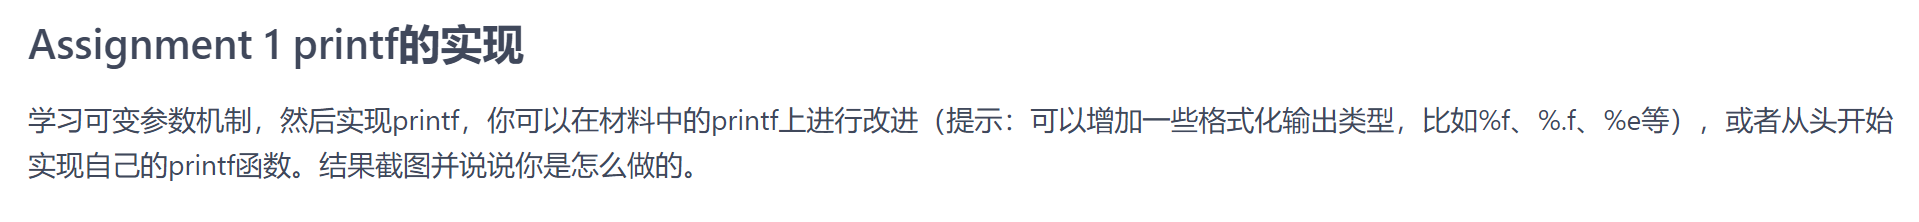 Assignment 1 printf的实现
学习可变参数机制，然后实现printf，你可以在材料中的printf上进行改进（提示：可以增加一些格式化输出类型，比如%f、%.f、%e等），或者从头开始
实现自己的printf函数。结果截图并说说你是怎么做的。